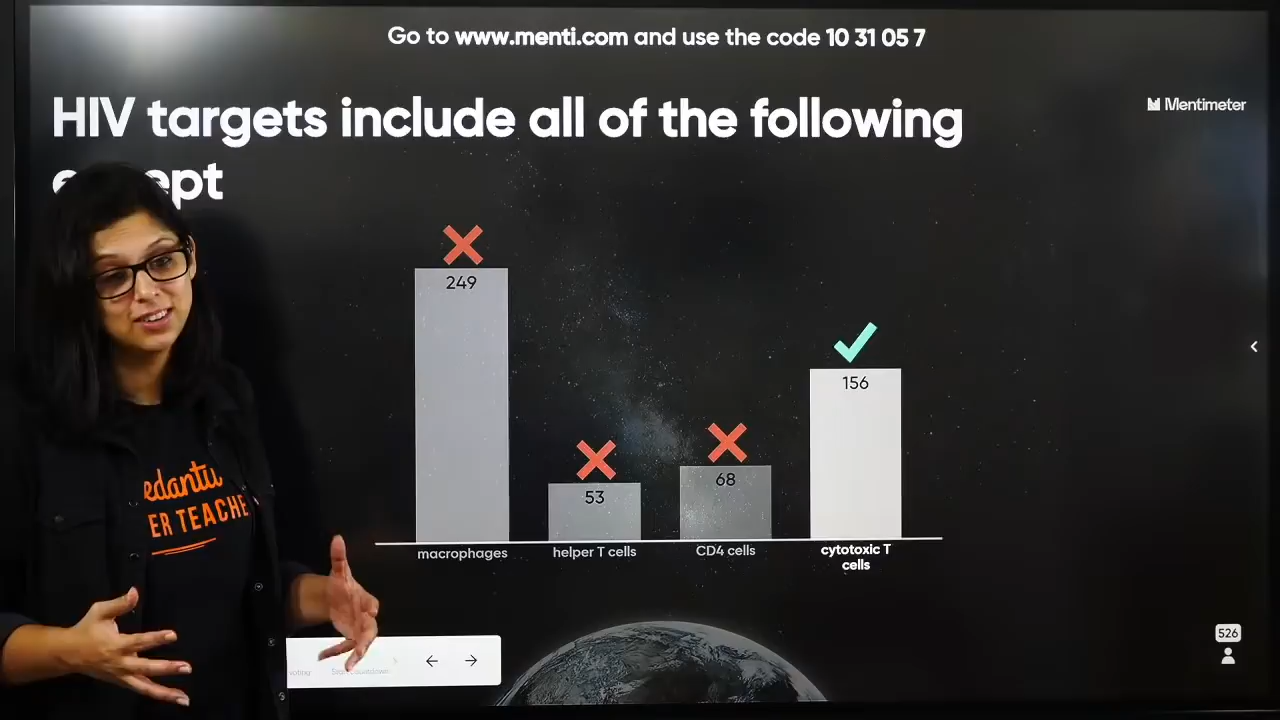 Go to www.menti.com and use the code 10 31 05 7
Mentimeter
HIV targets include all of the following
249
53
68
156
macrophages
helper T cells
CD4 cells
cytotoxic T
cells
526